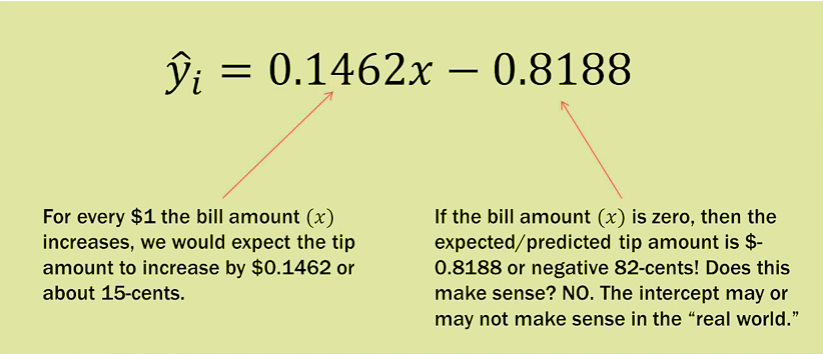 ŷᵢ = 0.1462x − 0.8188
For every $1 the bill amount (x)
increases, we would expect the tip
amount to increase by $0.1462 or
about 15-cents.
If the bill amount (x) is zero, then the
expected/predicted tip amount is $-
0.8188 or negative 82-cents! Does this
make sense? NO. The intercept may or
may not make sense in the “real world.”